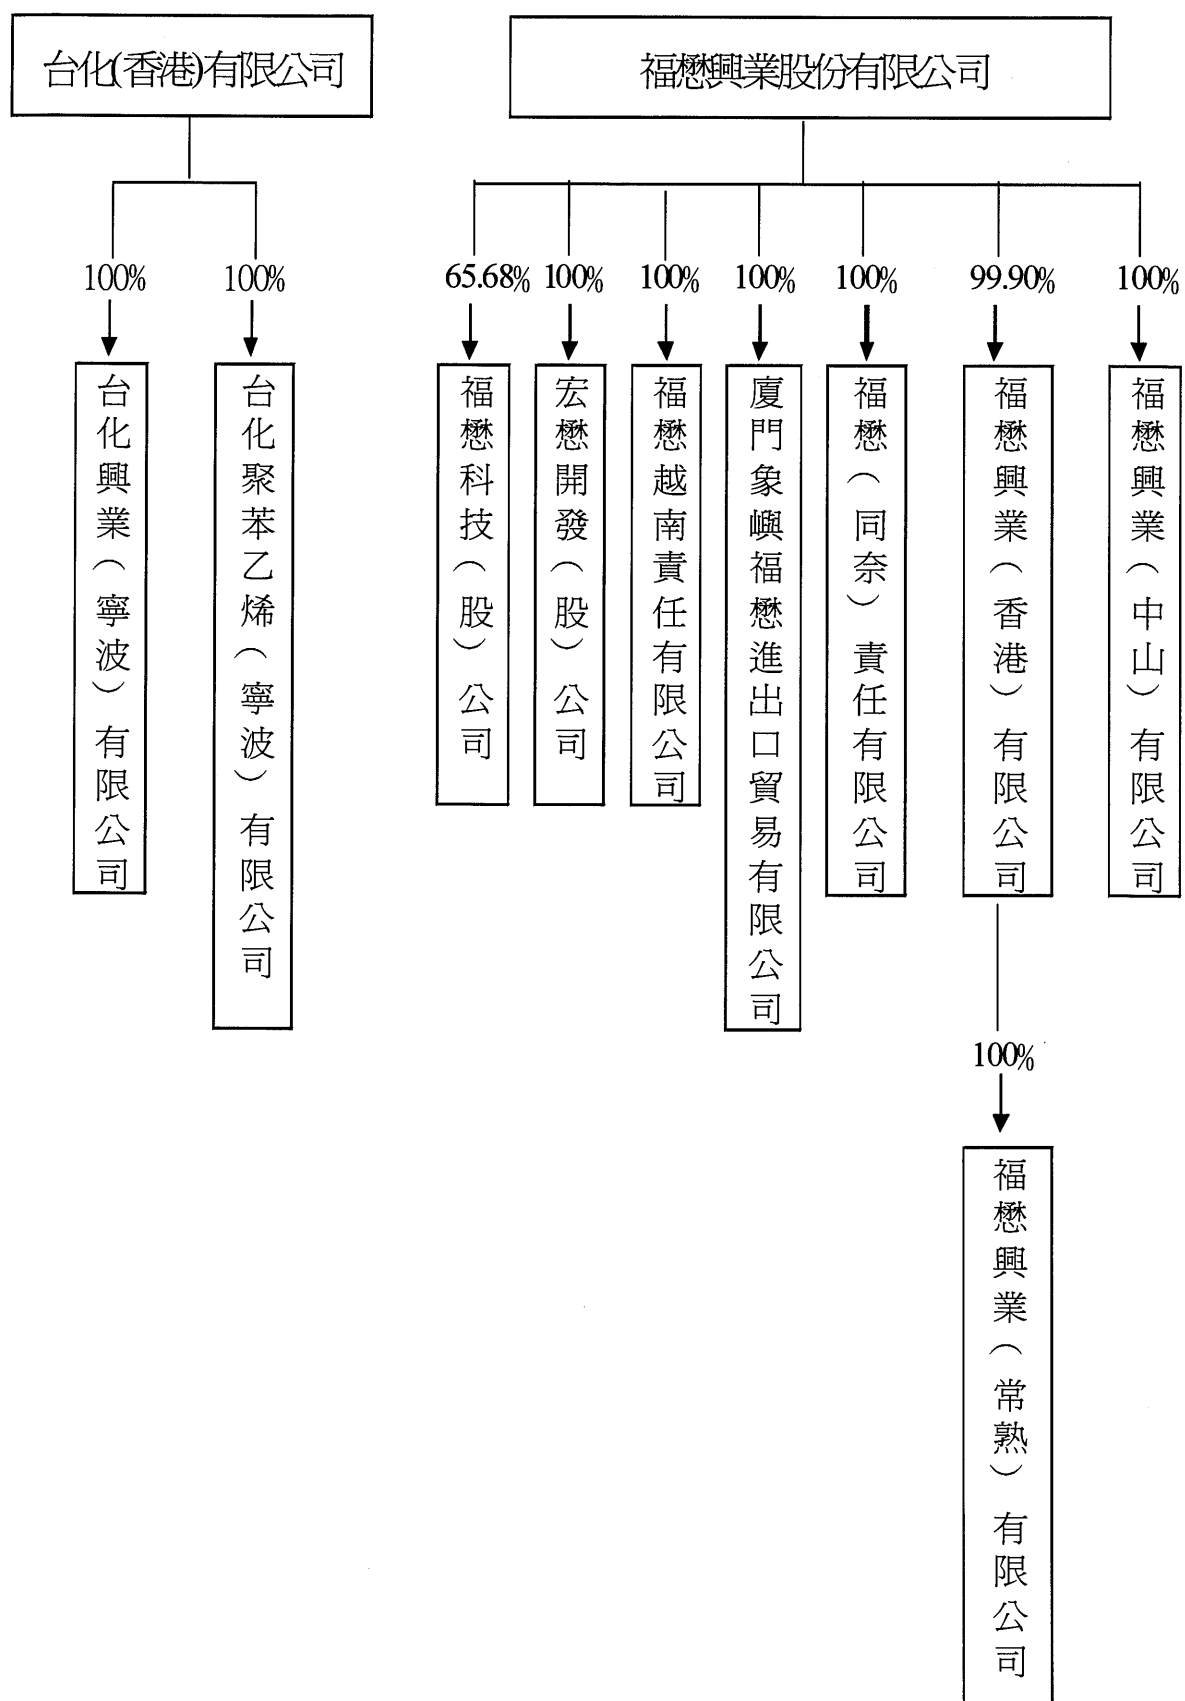 台化(香港)有限公司
福懋興業股份有限公司
100%
100%
65.68%
100%
100%
100%
100%
99.90%
100%
台化興業(寧波)有限公司
台化聚苯乙烯(寧波)有限公司
福懋科技(股)公司
宏懋開發(股)公司
福懋越南責任有限公司
廈門象嶼福懋進出口貿易有限公司
福懋(同奈)責任有限公司
福懋興業(香港)有限公司
福懋興業(中山)有限公司
100%
福懋興業(常熟)有限公司